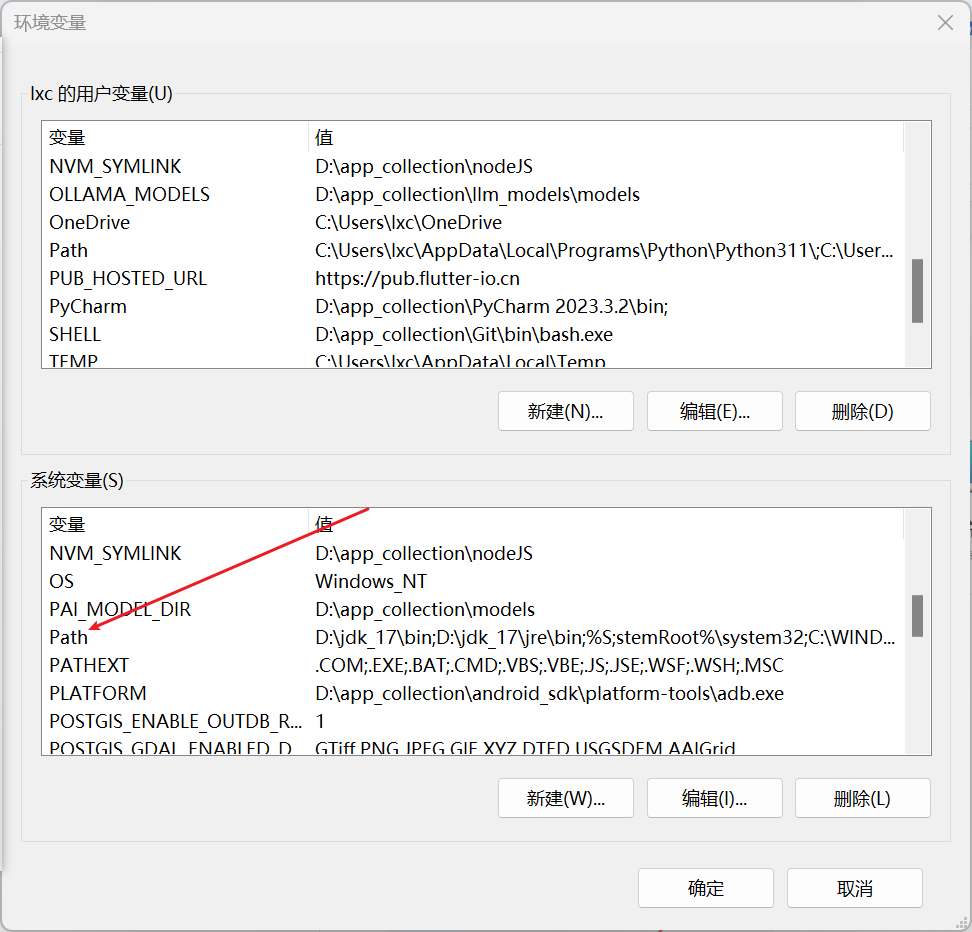 环境变量
lxc 的用户变量(U)
变量 值
NVM_SYMLINK D:\app_collection\nodeJS
OLLAMA_MODELS D:\app_collection\llm_models\models
OneDrive C:\Users\lxc\OneDrive
Path C:\Users\lxc\AppData\Local\Programs\Python\Python311\;C:\User...
PUB_HOSTED_URL https://pub.flutter-io.cn
PyCharm D:\app_collection\PyCharm 2023.3.2\bin;
SHELL D:\app_collection\Git\bin\bash.exe
TEMP C:\Users\lxc\AppData\Local\Temp
新建(N)... 编辑(E)... 删除(D)
系统变量(S)
变量 值
NVM_SYMLINK D:\app_collection\nodeJS
OS Windows_NT
PAI_MODEL_DIR D:\app_collection\models
Path D:\jdk_17\bin;D:\jdk_17\jre\bin;%S;stemRoot%\system32;C:\WIND...
PATHEXT .COM;.EXE;.BAT;.CMD;.VBS;.VBE;.JS;.JSE;.WSF;.WSH;.MSC
PLATFORM D:\app_collection\android_sdk\platform-tools\adb.exe
POSTGIS_ENABLE_OUTDB_R... 1
POSTGIS_GDAL_ENABLED_D... GTiff PNG JPEG GIF XYZ DTED USGSDEM AAIGrid
新建(W)... 编辑(I)... 删除(L)
确定 取消